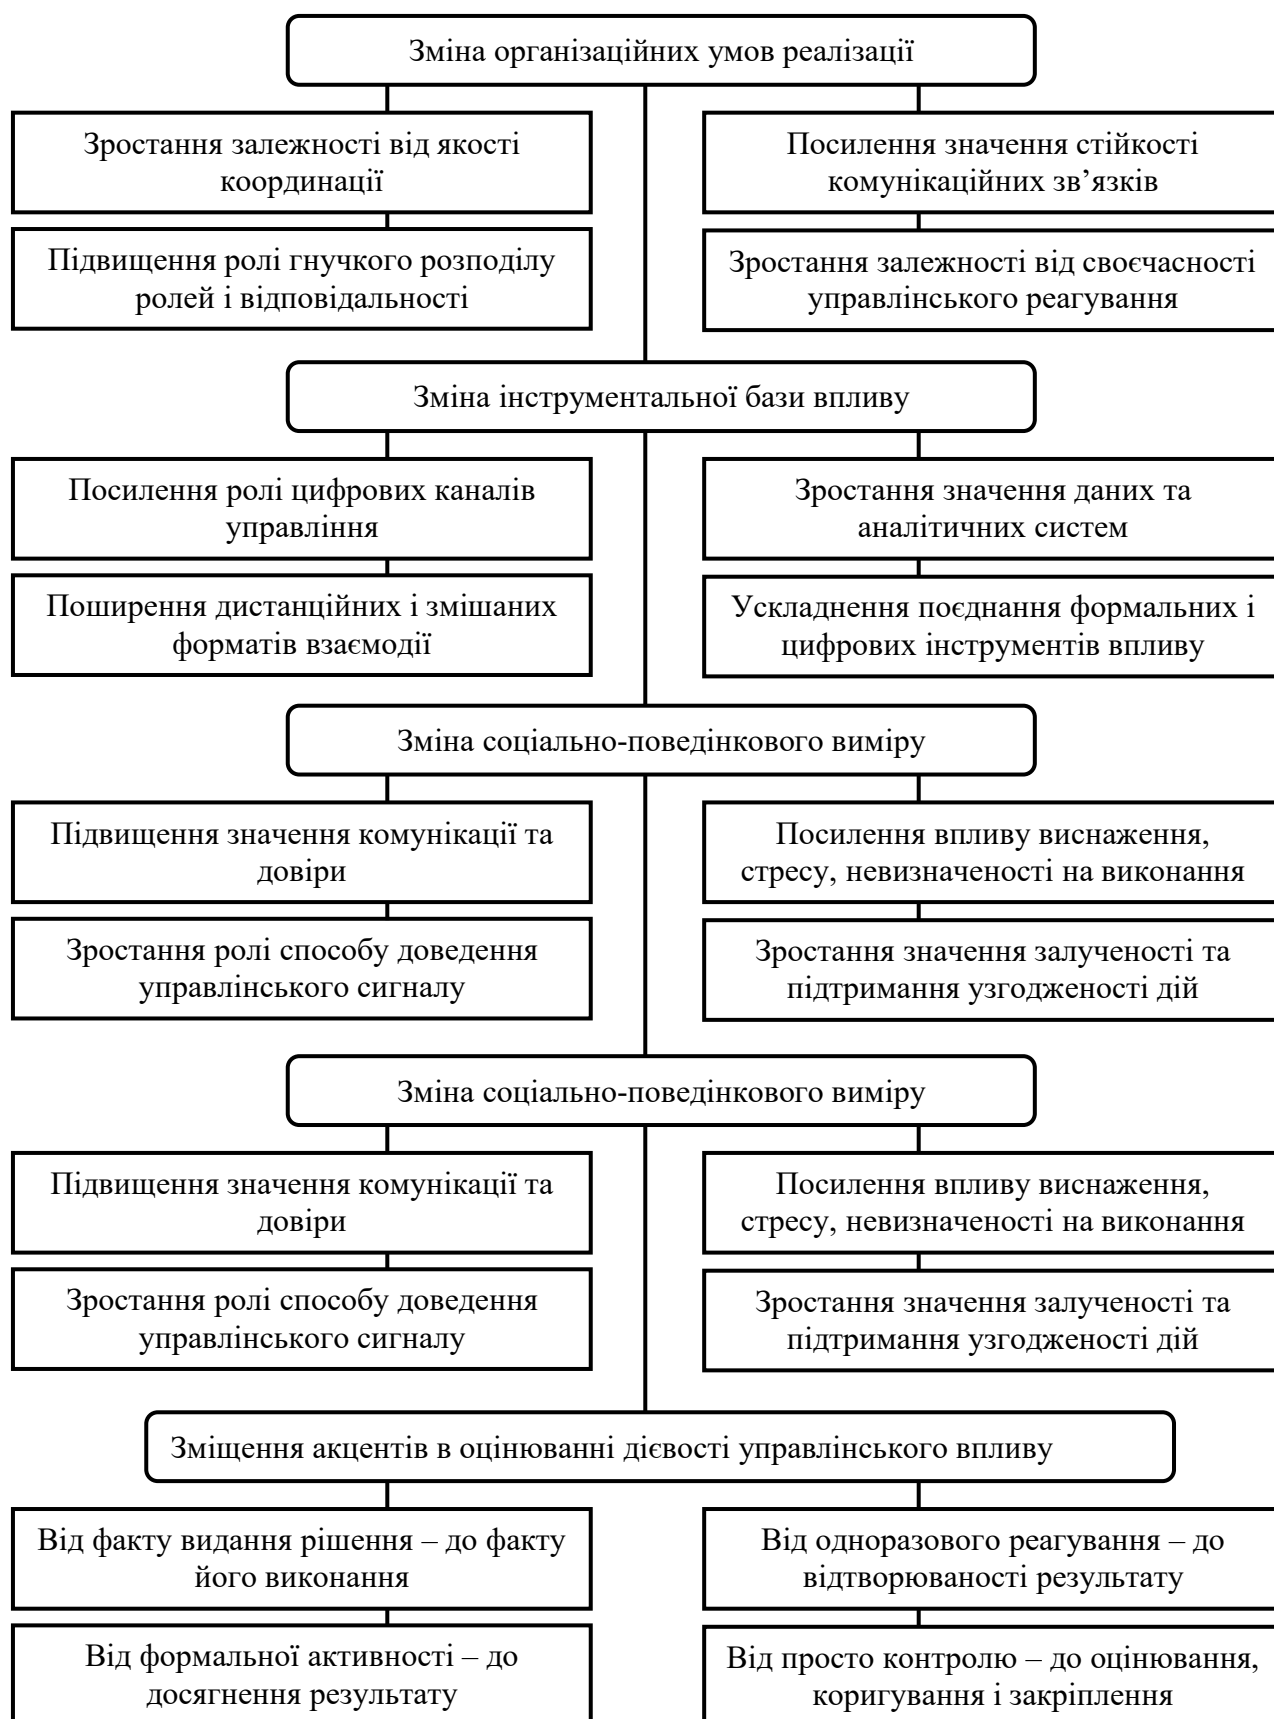 Зміна організаційних умов реалізації
Зростання залежності від якості
координації
Посилення значення стійкості
комунікаційних зв’язків
Підвищення ролі гнучкого розподілу
ролей і відповідальності
Зростання залежності від своєчасності
управлінського реагування
Зміна інструментальної бази впливу
Посилення ролі цифрових каналів
управління
Зростання значення даних та
аналітичних систем
Поширення дистанційних і змішаних
форматів взаємодії
Ускладнення поєднання формальних і
цифрових інструментів впливу
Зміна соціально-поведінкового виміру
Підвищення значення комунікації та
довіри
Посилення впливу виснаження,
стресу, невизначеності на виконання
Зростання ролі способу доведення
управлінського сигналу
Зростання значення залученості та
підтримання узгодженості дій
Зміна соціально-поведінкового виміру
Підвищення значення комунікації та
довіри
Посилення впливу виснаження,
стресу, невизначеності на виконання
Зростання ролі способу доведення
управлінського сигналу
Зростання значення залученості та
підтримання узгодженості дій
Зміщення акцентів в оцінюванні дієвості управлінського впливу
Від факту видання рішення – до факту
його виконання
Від одноразового реагування – до
відтворюваності результату
Від формальної активності – до
досягнення результату
Від просто контролю – до оцінювання,
коригування і закріплення